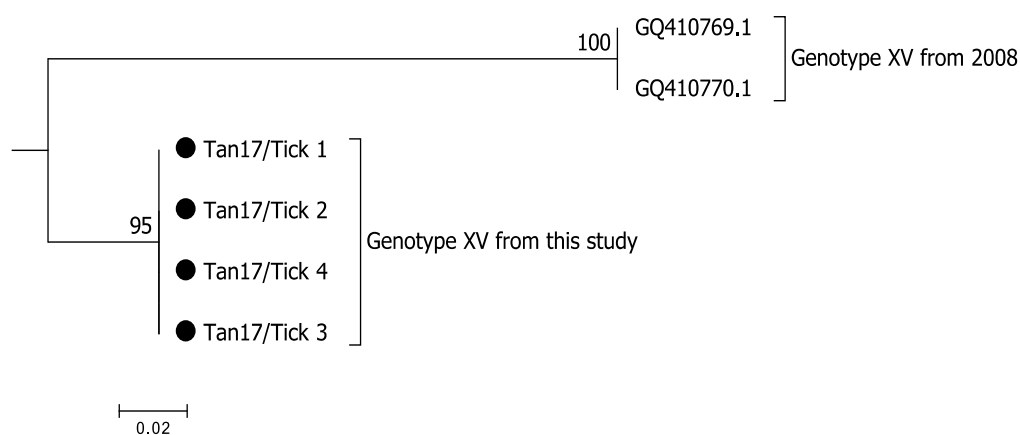 GQ410769.1
100
Genotype XV from 2008
GQ410770.1
Tan17/Tick 1
Tan17/Tick 2
95
Genotype XV from this study
Tan17/Tick 4
Tan17/Tick 3
0.02